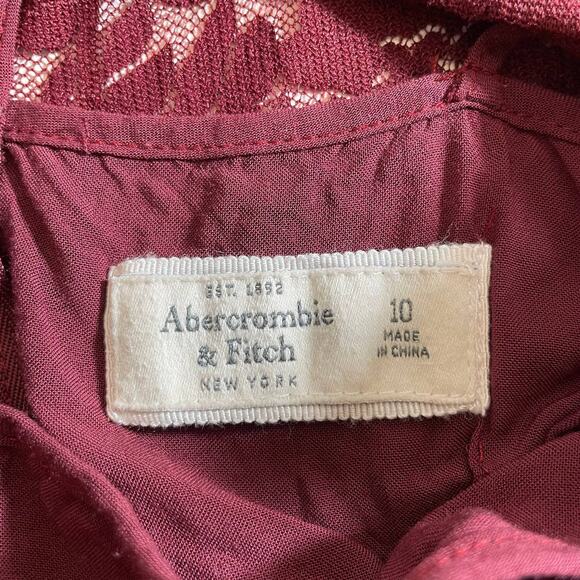 EST. 1892
Abercrombie
& Fitch
NEW YORK
10
MADE
IN CHINA